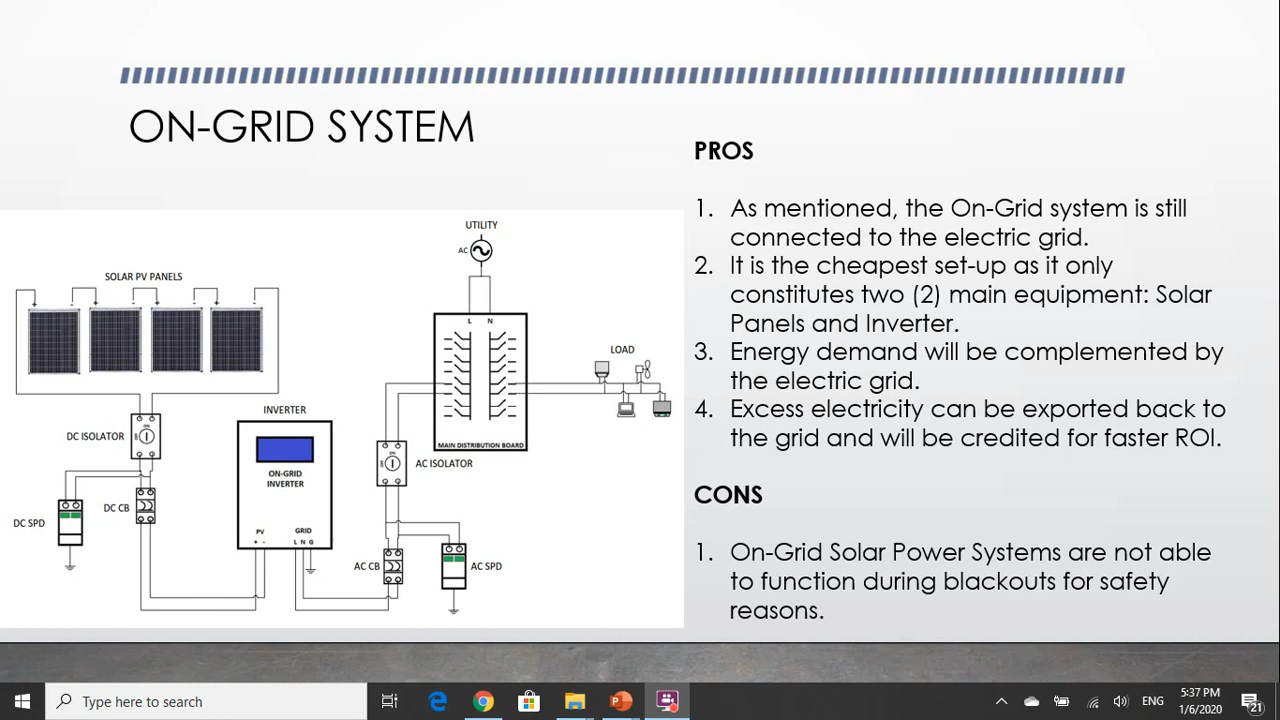 ON-GRID SYSTEM
UTILITY
AC
SOLAR PV PANELS
+ - + - + - + -
L N
LOAD
MAIN DISTRIBUTION BOARD
INVERTER
ON-GRID
INVERTER
PV GRID
+ - L N G
DC ISOLATOR
ON
DC CB
DC SPD
AC ISOLATOR
ON
AC CB
AC SPD
PROS
1. As mentioned, the On-Grid system is still
connected to the electric grid.
2. It is the cheapest set-up as it only
constitutes two (2) main equipment: Solar
Panels and Inverter.
3. Energy demand will be complemented by
the electric grid.
4. Excess electricity can be exported back to
the grid and will be credited for faster ROI.
CONS
1. On-Grid Solar Power Systems are not able
to function during blackouts for safety
reasons.
Type here to search
ENG
5:37 PM
1/6/2020
21